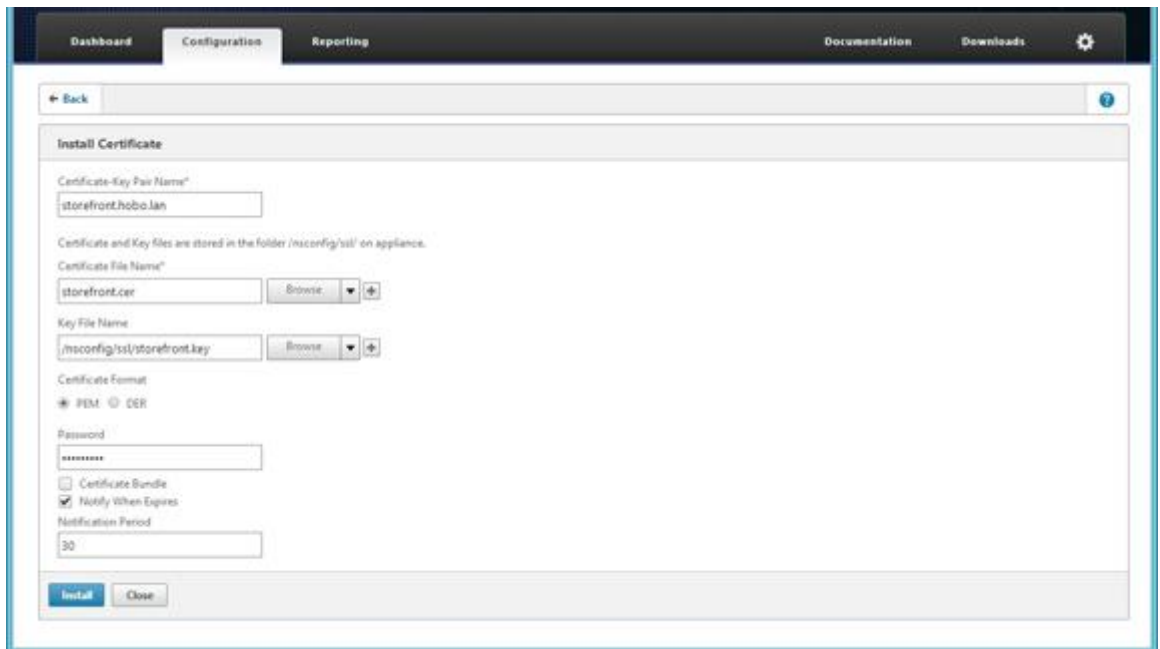 Dashboard Configuration Reporting Documentation Downloads
← Back ?
Install Certificate
Certificate-Key Pair Name*
storefront.hobo.lan
Certificate and Key files are stored in the folder /nsconfig/ssl/ on appliance.
Certificate File Name*
storefront.cer Browse
Key File Name
/nsconfig/ssl/storefront.key Browse
Certificate Format
PEM DER
Password
•••••••••
Certificate Bundle
Notify When Expires
Notification Period
30
Install Close